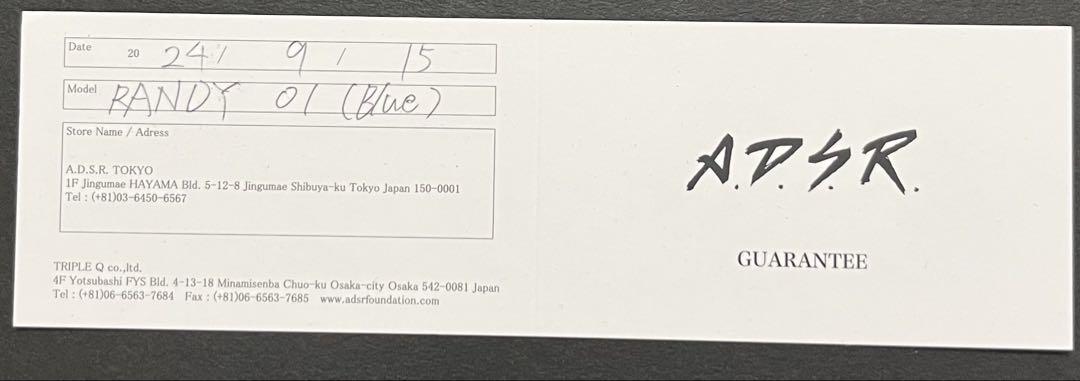 Date 20 24 / 9 / 15
Model RANDY 01 (Blue)
Store Name / Adress
A.D.S.R. TOKYO
1F Jingumae HAYAMA Bld. 5-12-8 Jingumae Shibuya-ku Tokyo Japan 150-0001
Tel : (+81)03-6450-6567
TRIPLE Q co.,ltd.
4F Yotsubashi FYS Bld. 4-13-18 Minamisenba Chuo-ku Osaka-city Osaka 542-0081 Japan
Tel : (+81)06-6563-7684 Fax : (+81)06-6563-7685 www.adsrfoundation.com
A.D.S.R.
GUARANTEE